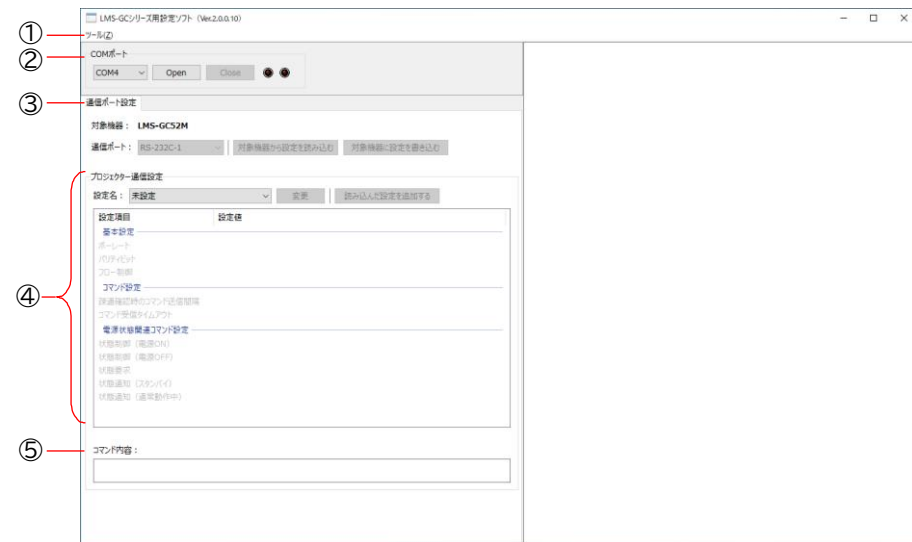 LMS-GCシリーズ用設定ソフト (Ver.2.0.0.10)
① ツール(Z)
② COMポート
COM4 Open Close
③ 通信ポート設定
対象機器： LMS-GC52M
通信ポート： RS-232C-1 対象機器から設定を読み込む 対象機器に設定を書き込む
プロジェクター通信設定
設定名： 未設定 変更 読み込んだ設定を追加する
設定項目 設定値
基本設定
ボーレート
パリティビット
フロー制御
コマンド設定
疎通確認時のコマンド送信間隔
コマンド受信タイムアウト
④ 電源状態関連コマンド設定
状態制御（電源ON）
状態制御（電源OFF）
状態要求
状態通知（スタンバイ）
状態通知（通常動作中）
⑤ コマンド内容：